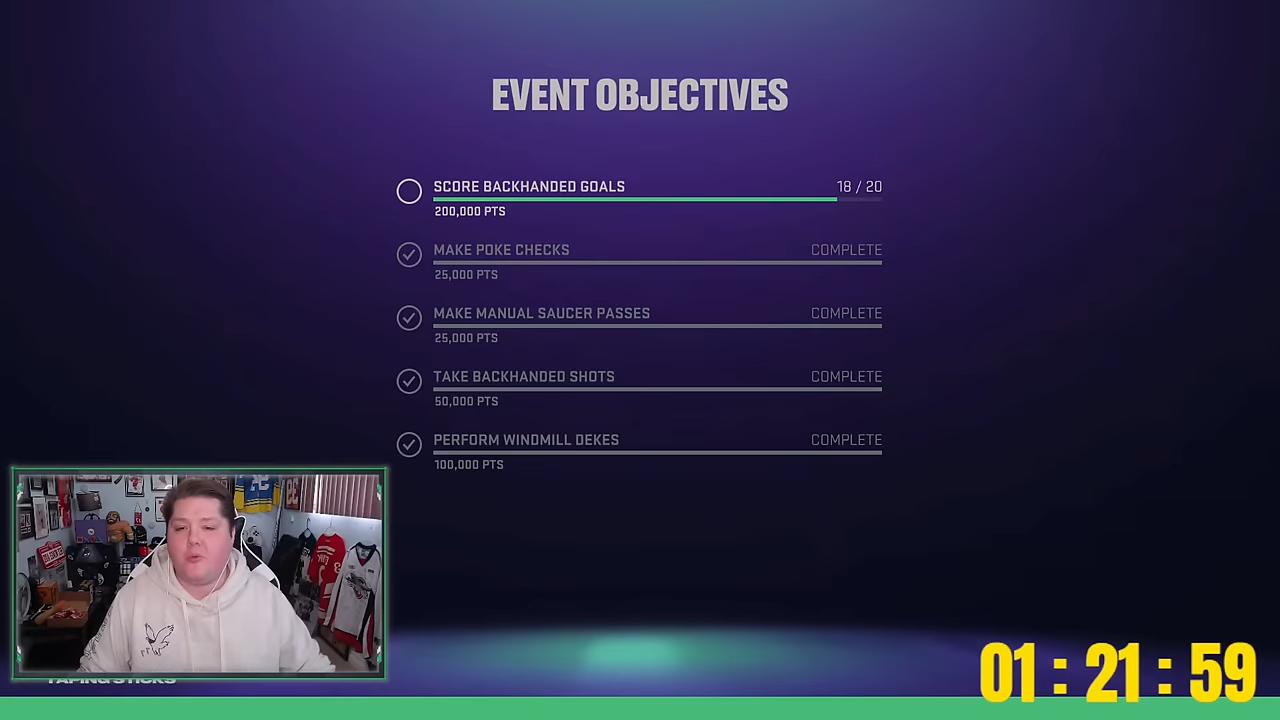 EVENT OBJECTIVES
SCORE BACKHANDED GOALS 18 / 20
200,000 PTS
MAKE POKE CHECKS COMPLETE
25,000 PTS
MAKE MANUAL SAUCER PASSES COMPLETE
25,000 PTS
TAKE BACKHANDED SHOTS COMPLETE
50,000 PTS
PERFORM WINDMILL DEKES COMPLETE
100,000 PTS
TAPING STICKS
01 : 21 : 59